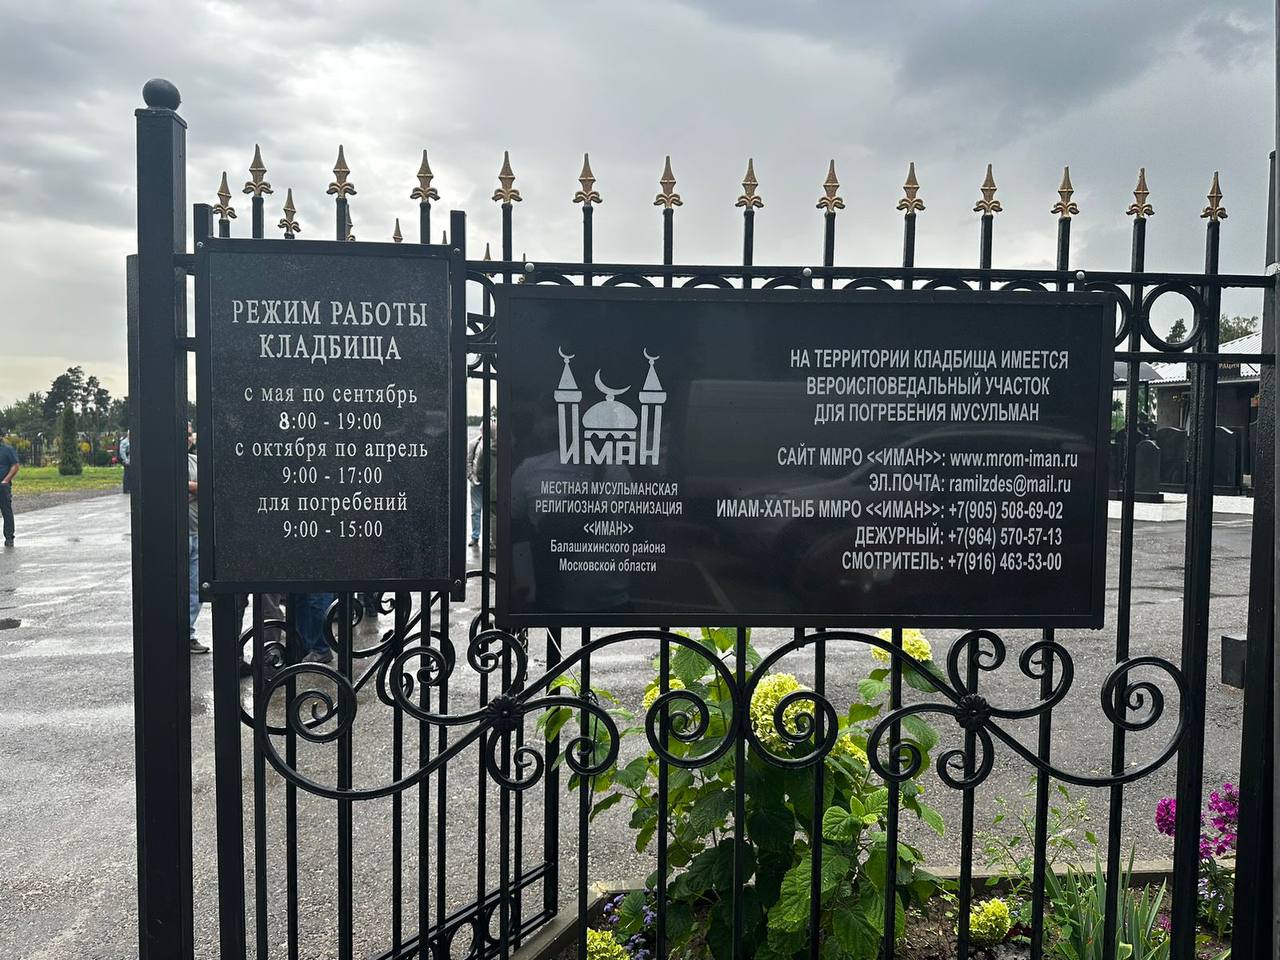 РЕЖИМ РАБОТЫ
КЛАДБИЩА
с мая по сентябрь
8:00 - 19:00
с октября по апрель
9:00 - 17:00
для погребений
9:00 - 15:00
ИМАН
МЕСТНАЯ МУСУЛЬМАНСКАЯ
РЕЛИГИОЗНАЯ ОРГАНИЗАЦИЯ
<<ИМАН>>
Балашихинского района
Московской области
НА ТЕРРИТОРИИ КЛАДБИЩА ИМЕЕТСЯ
ВЕРОИСПОВЕДАЛЬНЫЙ УЧАСТОК
ДЛЯ ПОГРЕБЕНИЯ МУСУЛЬМАН
САЙТ ММРО <<ИМАН>>: www.mrom-iman.ru
ЭЛ.ПОЧТА: ramilzdes@mail.ru
ИМАМ-ХАТЫБ ММРО <<ИМАН>>: +7(905) 508-69-02
ДЕЖУРНЫЙ: +7(964) 570-57-13
СМОТРИТЕЛЬ: +7(916) 463-53-00